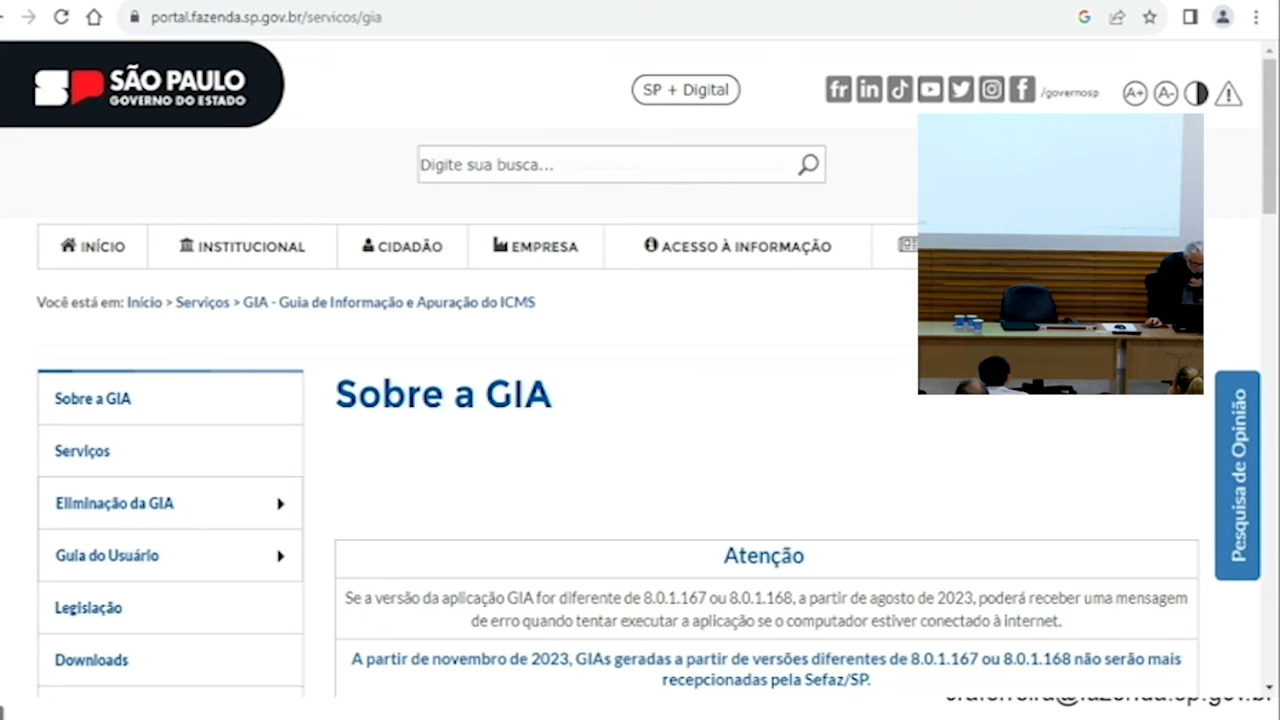 portal.fazenda.sp.gov.br/servicos/gia
SÃO PAULO
GOVERNO DO ESTADO
SP + Digital
/governosp
A+ A-
Digite sua busca...
INÍCIO
INSTITUCIONAL
CIDADÃO
EMPRESA
ACESSO À INFORMAÇÃO
Você está em: Início > Serviços > GIA - Guia de Informação e Apuração do ICMS
Sobre a GIA
Serviços
Eliminação da GIA
Guia do Usuário
Legislação
Downloads
Sobre a GIA
Atenção
Se a versão da aplicação GIA for diferente de 8.0.1.167 ou 8.0.1.168, a partir de agosto de 2023, poderá receber uma mensagem
de erro quando tentar executar a aplicação se o computador estiver conectado à internet.
A partir de novembro de 2023, GIAs geradas a partir de versões diferentes de 8.0.1.167 ou 8.0.1.168 não serão mais
recepcionadas pela Sefaz/SP.
Pesquisa de Opinião